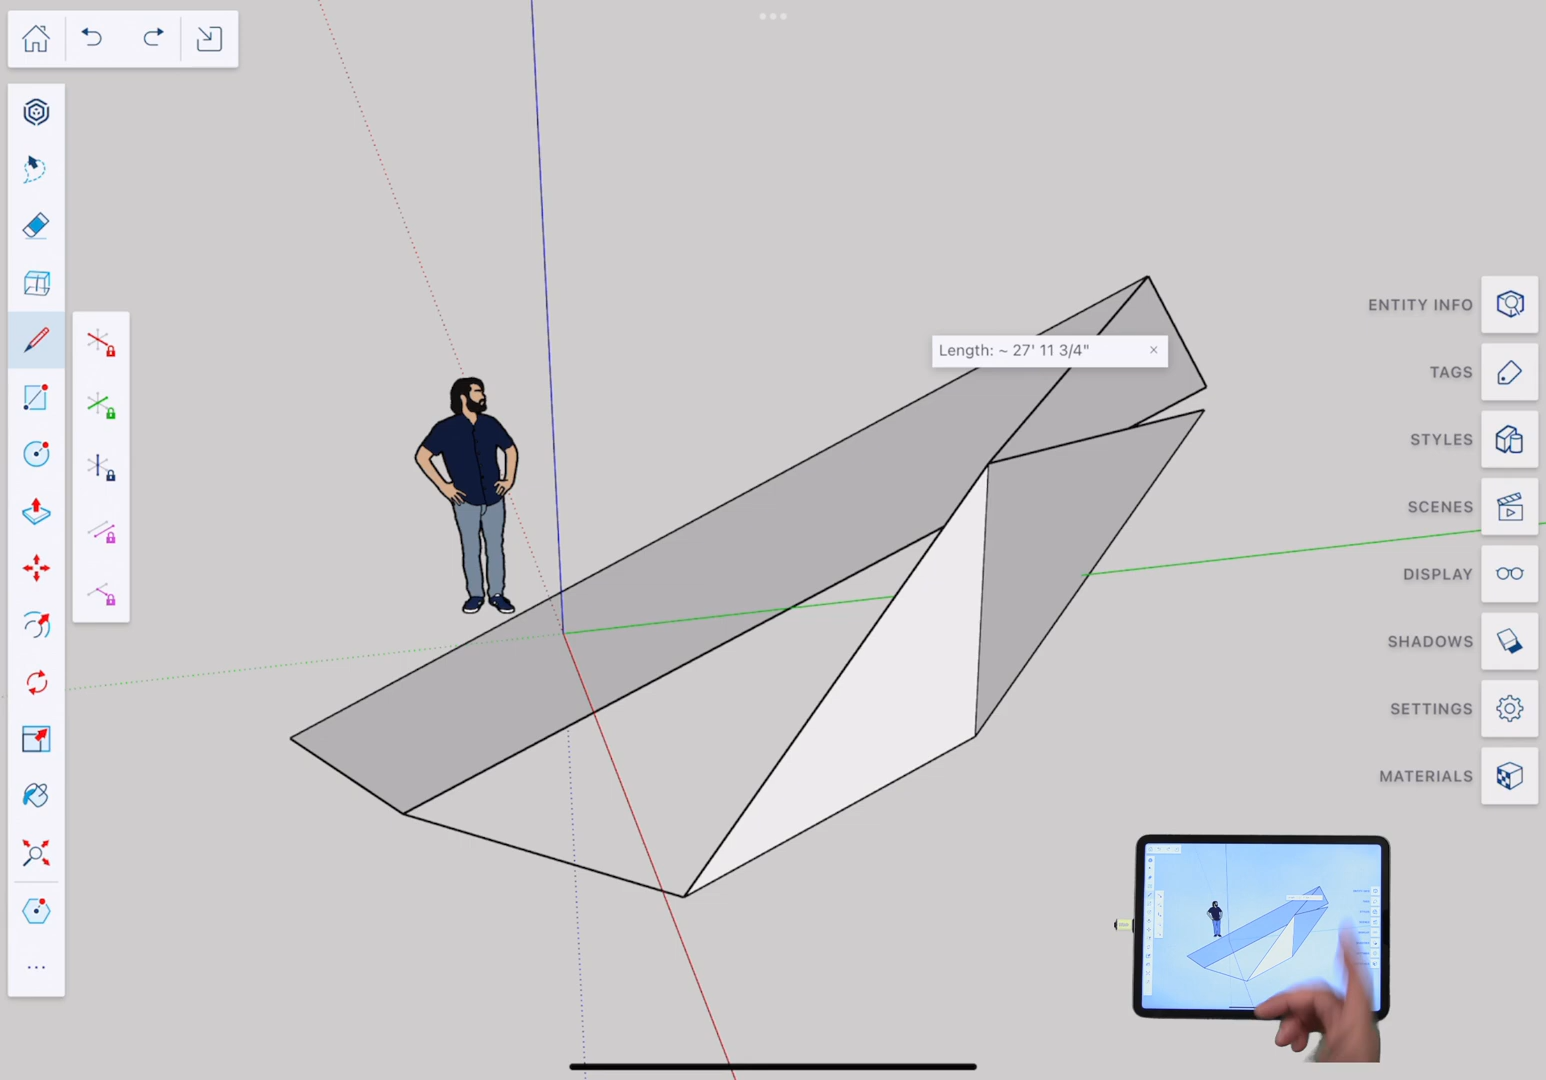 Length: ~ 27' 11 3/4"
ENTITY INFO
TAGS
STYLES
SCENES
DISPLAY
SHADOWS
SETTINGS
MATERIALS